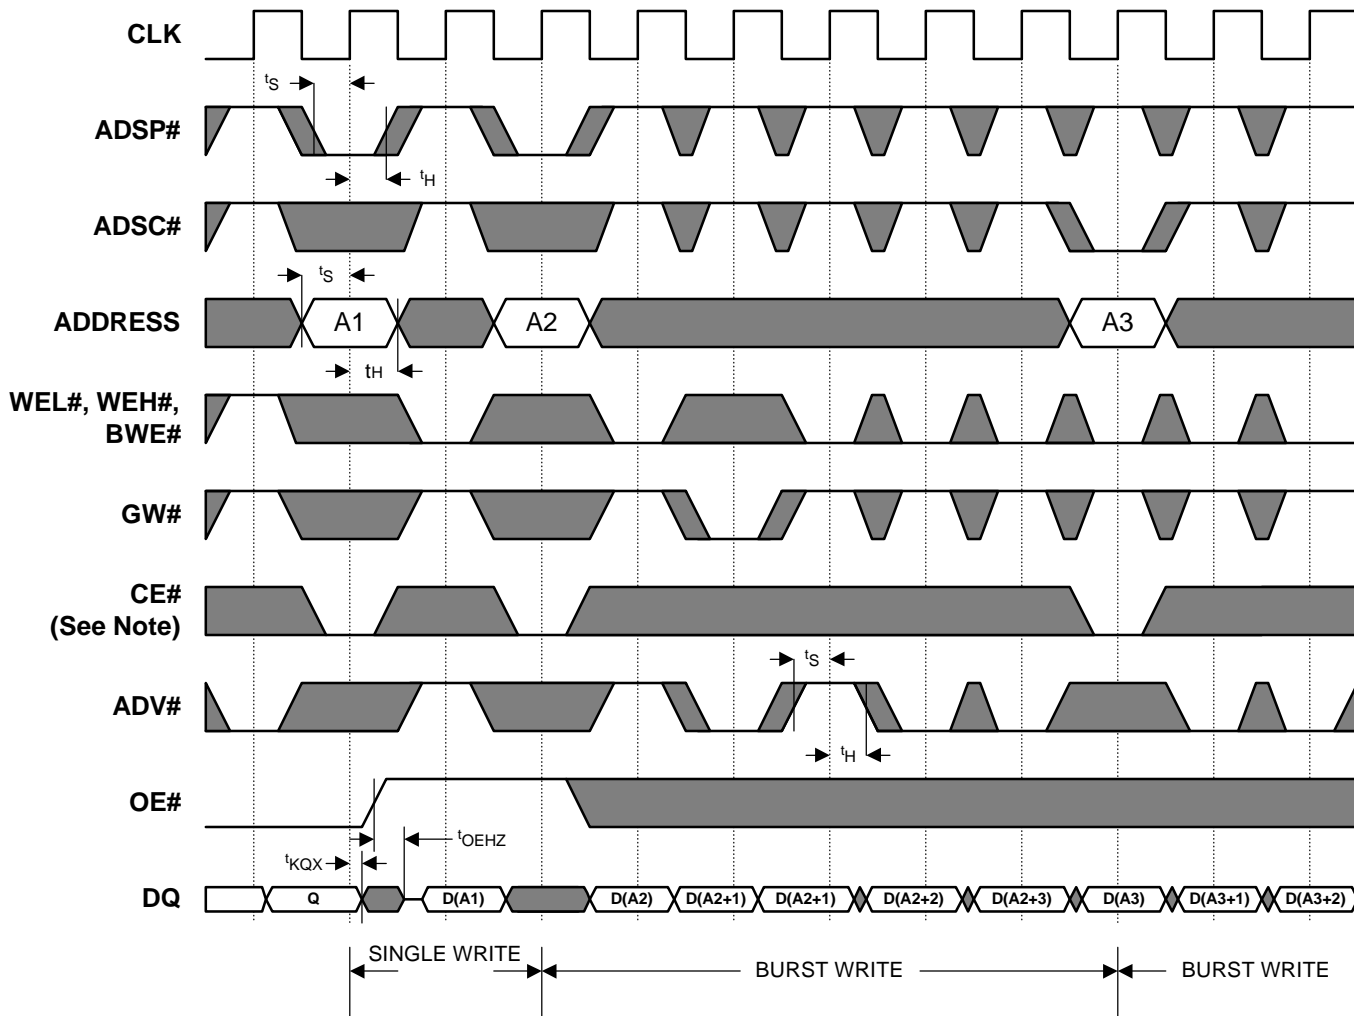 CLK
tS
ADSP#
tH
ADSC#
tS
ADDRESS
A1
A2
A3
tH
WEL#, WEH#,
BWE#
GW#
CE#
(See Note)
tS
ADV#
tH
OE#
tOEHZ
tKQX
DQ
Q
D(A1)
D(A2)
D(A2+1)
D(A2+1)
D(A2+2)
D(A2+3)
D(A3)
D(A3+1)
D(A3+2)
SINGLE WRITE
BURST WRITE
BURST WRITE